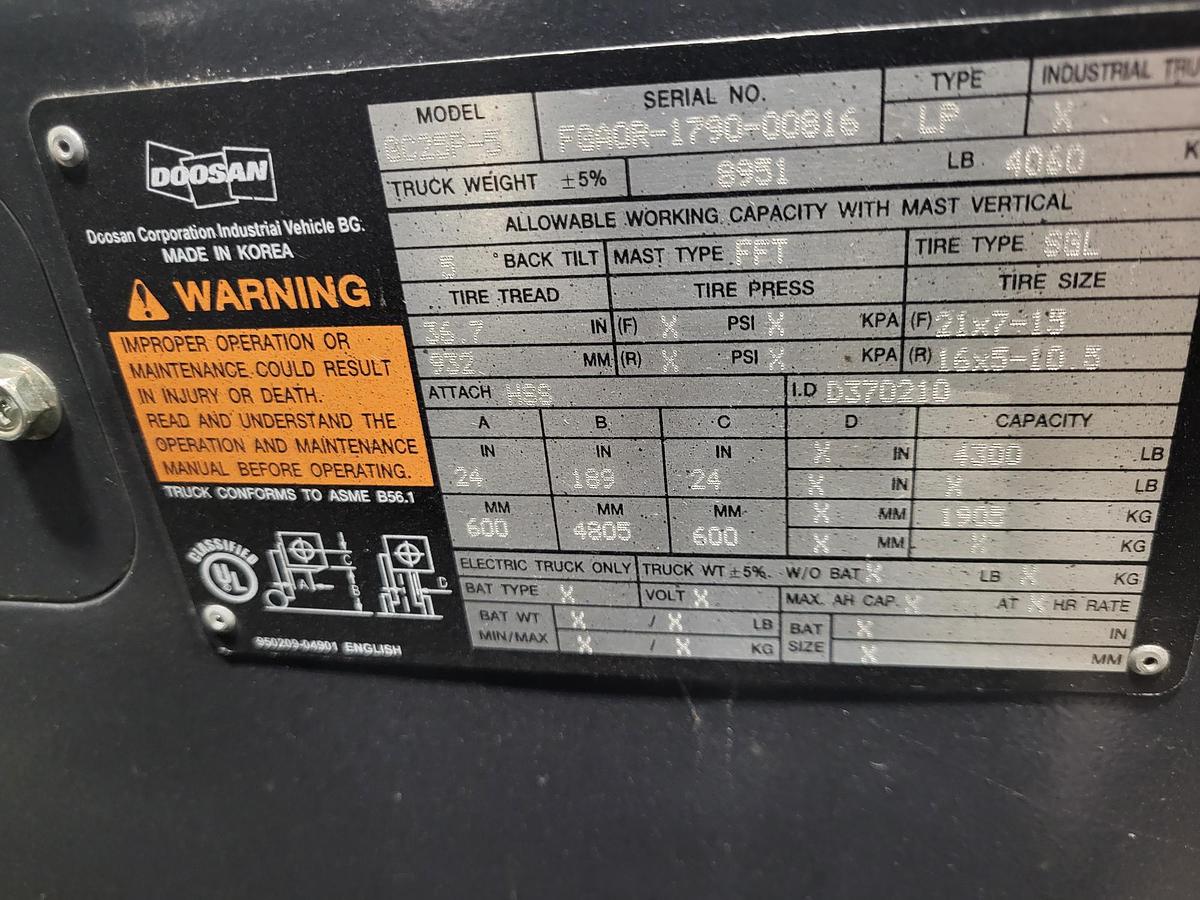 DOOSAN
Doosan Corporation Industrial Vehicle BG.
MADE IN KOREA
WARNING
IMPROPER OPERATION OR
MAINTENANCE COULD RESULT
IN INJURY OR DEATH.
READ AND UNDERSTAND THE
OPERATION AND MAINTENANCE
MANUAL BEFORE OPERATING.
TRUCK CONFORMS TO ASME B56.1
CLASSIFIED
UL
A B C D
950209-04901 ENGLISH
MODEL SERIAL NO. TYPE INDUSTRIAL
GC25P-5 FGA0R-1790-00816 LP X
TRUCK WEIGHT ±5% 8951 LB 4060
ALLOWABLE WORKING CAPACITY WITH MAST VERTICAL
5 ° BACK TILT MAST TYPE FFT TIRE TYPE SGL
TIRE TREAD TIRE PRESS TIRE SIZE
36.7 IN (F) X PSI X KPA (F) 21x7-15
932 MM (R) X PSI X KPA (R) 16x5-10.5
ATTACH HSS I.D D370210
A B C D CAPACITY
IN IN IN X IN 4300 LB
24 189 24 X IN X LB
MM MM MM X MM 1905 KG
600 4805 600 X MM X KG
ELECTRIC TRUCK ONLY TRUCK WT ±5%. W/O BAT X LB X KG
BAT TYPE X VOLT X MAX. AH CAP. X AT X HR RATE
BAT WT X / X LB BAT X IN
MIN/MAX X / X KG SIZE X MM